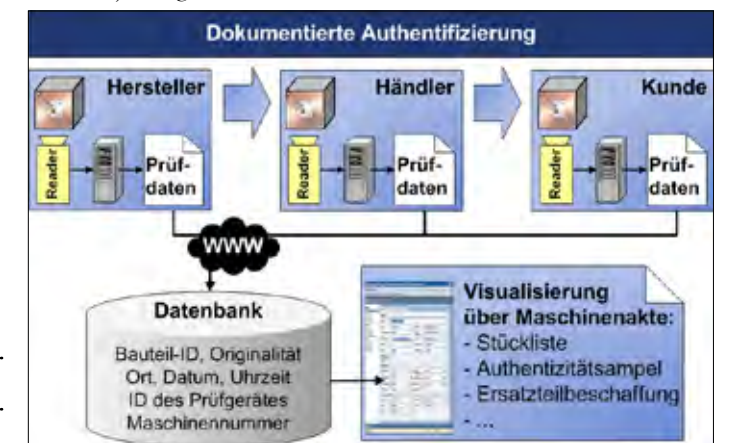 Dokumentierte Authentifizierung
Hersteller
Reader
Prüf-
daten
Händler
Reader
Prüf-
daten
Kunde
Reader
Prüf-
daten
WWW
Datenbank
Bauteil-ID, Originalität
Ort, Datum, Uhrzeit
ID des Prüfgerätes
Maschinennummer
Visualisierung
über Maschinenakte:
- Stückliste
- Authentizitätsampel
- Ersatzteilbeschaffung
- ...